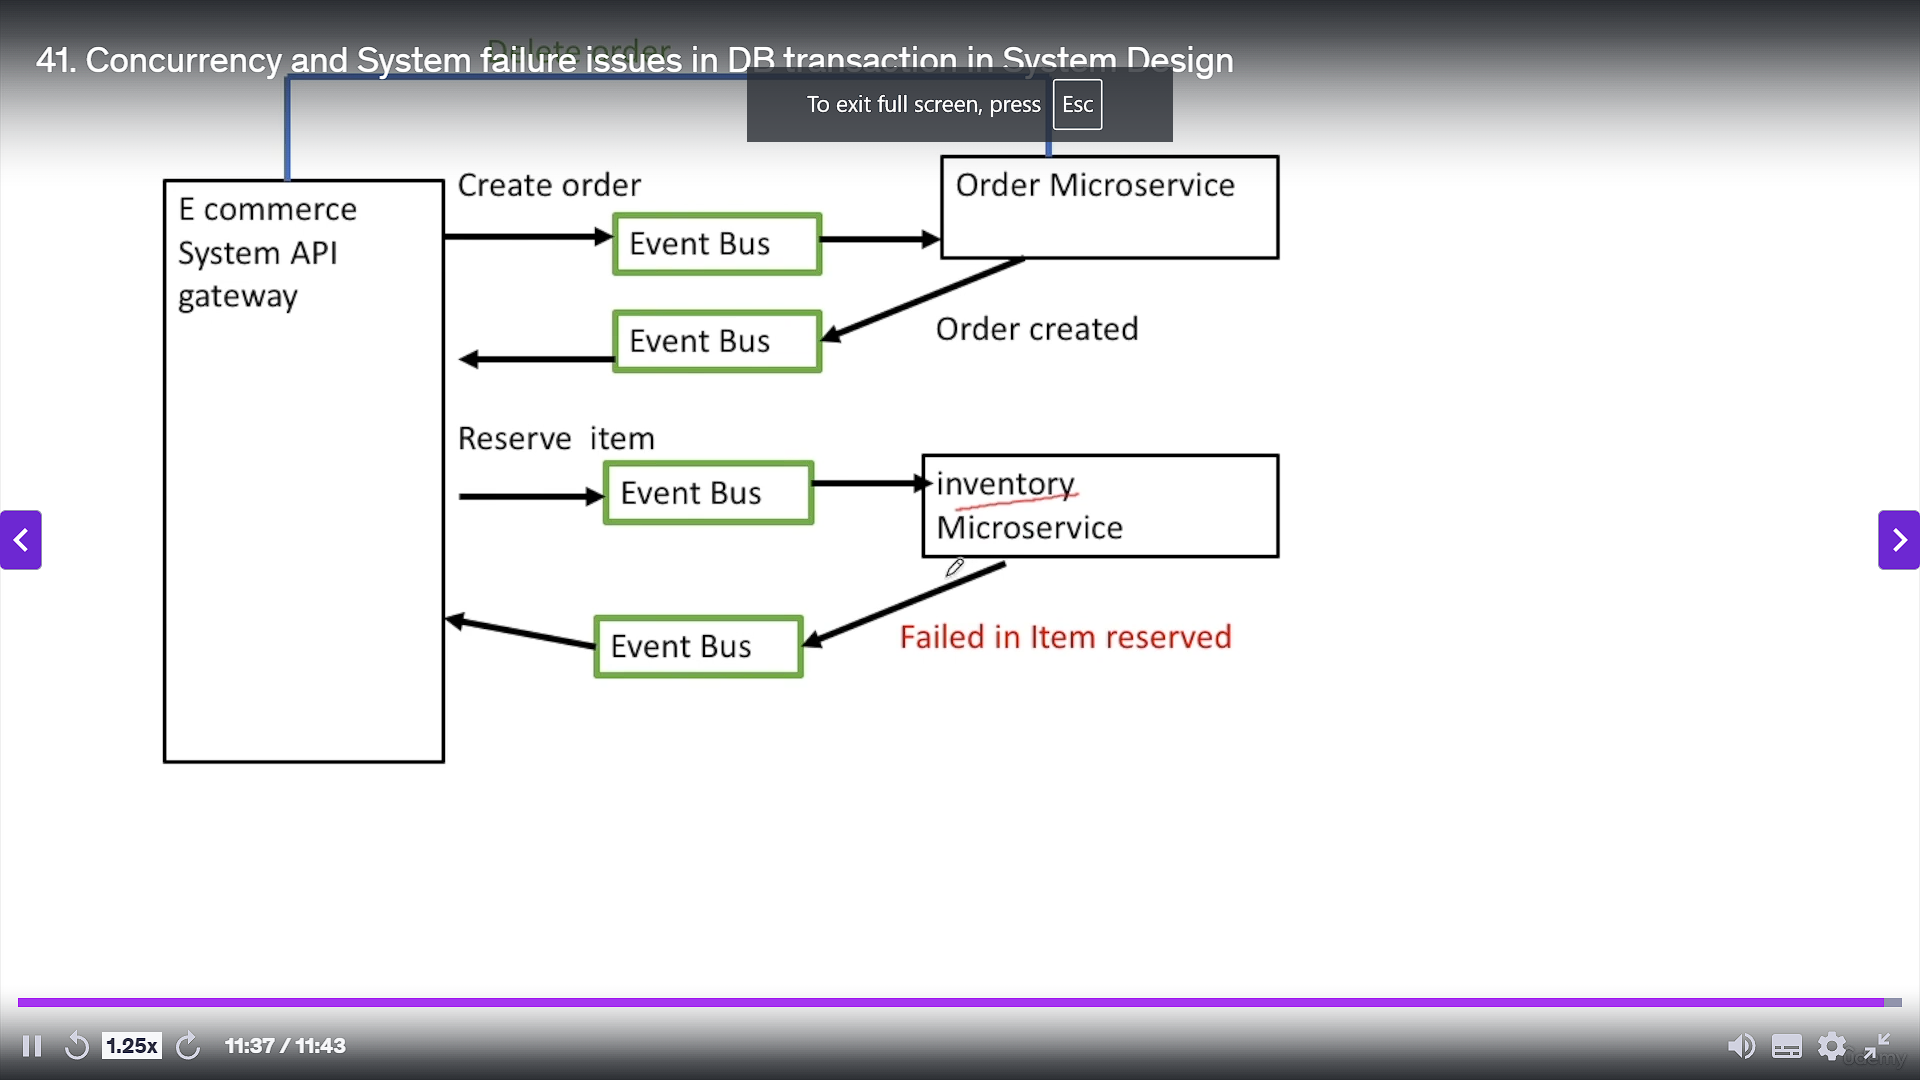 Delete order
41. Concurrency and System failure issues in DB transaction in System Design
To exit full screen, press Esc
E commerce
System API
gateway
Create order
Event Bus
Order Microservice
Event Bus
Order created
Reserve item
Event Bus
inventory
Microservice
Event Bus
Failed in Item reserved
1.25x
11:37 / 11:43
Udemy